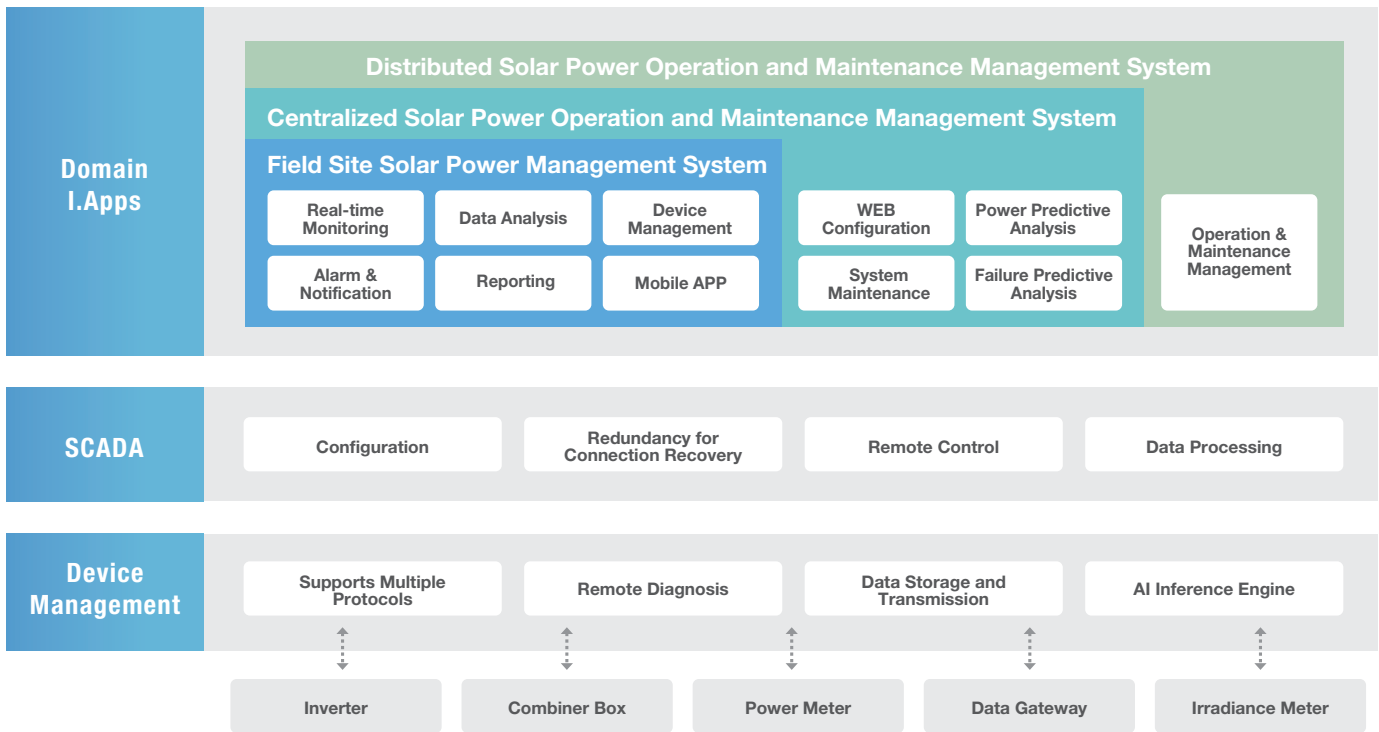 Domain
I.Apps
Distributed Solar Power Operation and Maintenance Management System
Centralized Solar Power Operation and Maintenance Management System
Field Site Solar Power Management System
Real-time
Monitoring
Data Analysis
Device
Management
WEB
Configuration
Power Predictive
Analysis
Alarm &
Notification
Reporting
Mobile APP
System
Maintenance
Failure Predictive
Analysis
Operation &
Maintenance
Management
SCADA
Configuration
Redundancy for
Connection Recovery
Remote Control
Data Processing
Device
Management
Supports Multiple
Protocols
Remote Diagnosis
Data Storage and
Transmission
AI Inference Engine
Inverter
Combiner Box
Power Meter
Data Gateway
Irradiance Meter